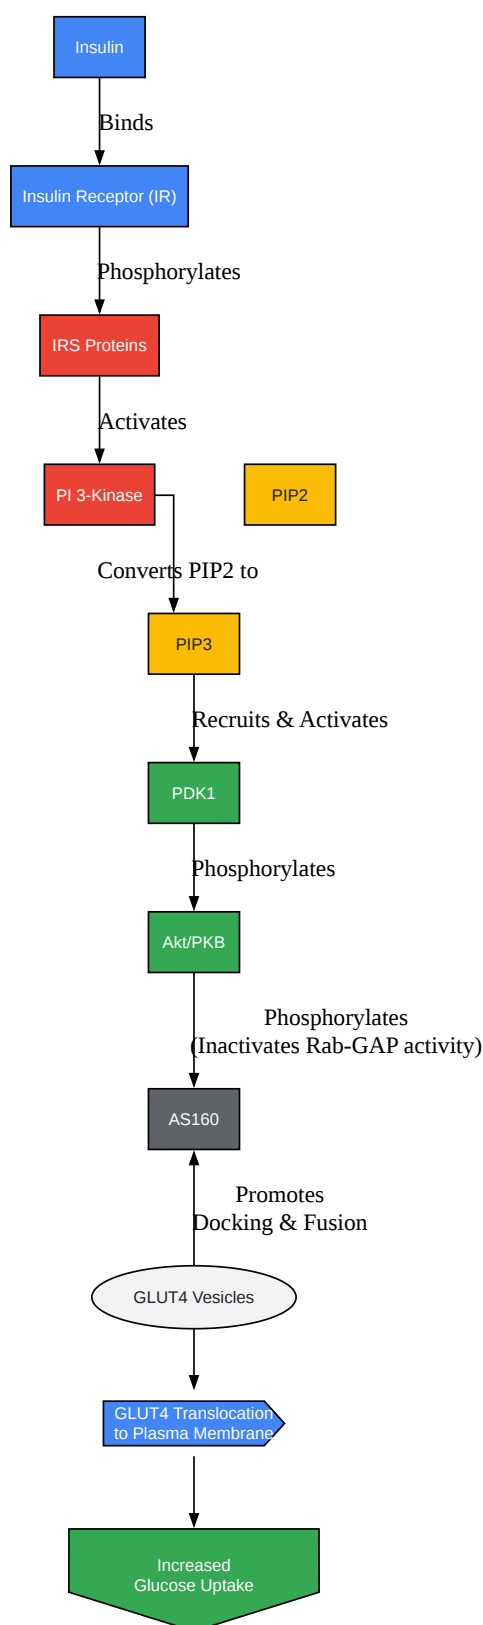 Insulin
Binds
Insulin Receptor (IR)
Phosphorylates
IRS Proteins
Activates
PI 3-Kinase
PIP2
Converts PIP2 to
PIP3
Recruits & Activates
PDK1
Phosphorylates
Akt/PKB
Phosphorylates
(Inactivates Rab-GAP activity)
AS160
Promotes
Docking & Fusion
GLUT4 Vesicles
GLUT4 Translocation
to Plasma Membrane
Increased
Glucose Uptake